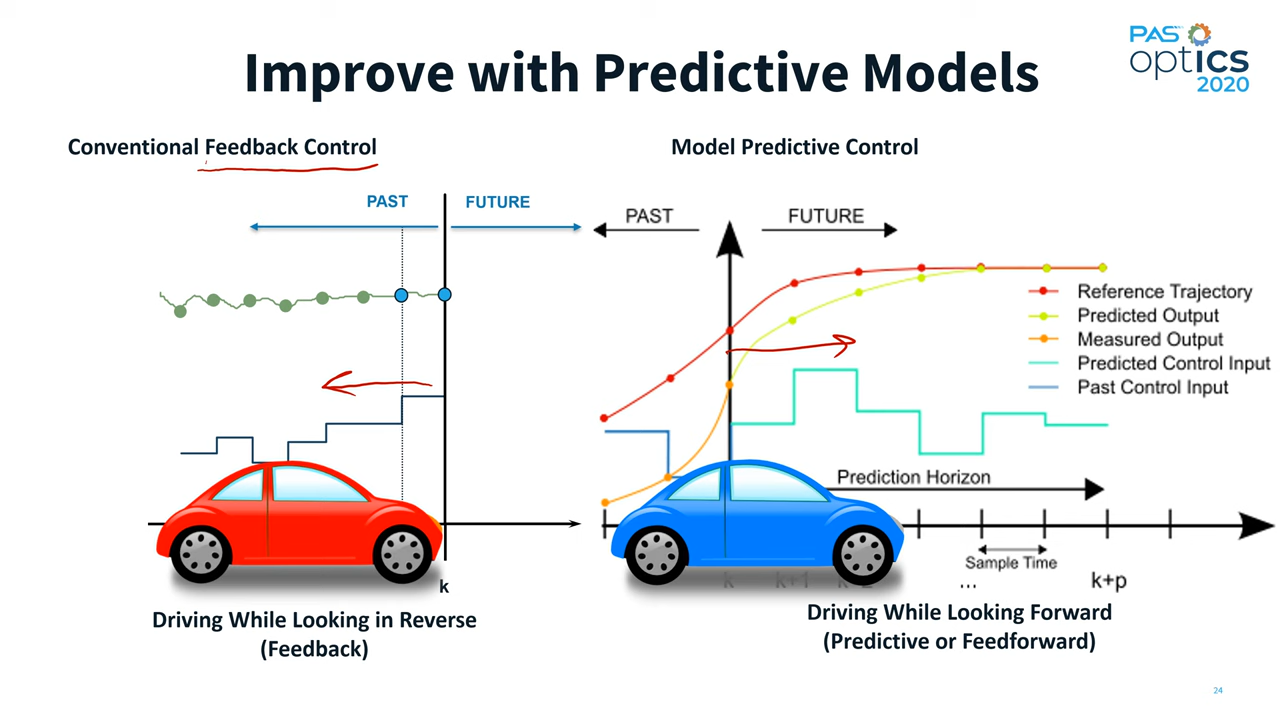 PAS
optics
2020
Improve with Predictive Models
Conventional Feedback Control
Model Predictive Control
PAST
FUTURE
PAST
FUTURE
Reference Trajectory
Predicted Output
Measured Output
Predicted Control Input
Past Control Input
Prediction Horizon
Sample Time
k
k
k+1
...
k+p
Driving While Looking in Reverse
(Feedback)
Driving While Looking Forward
(Predictive or Feedforward)
24